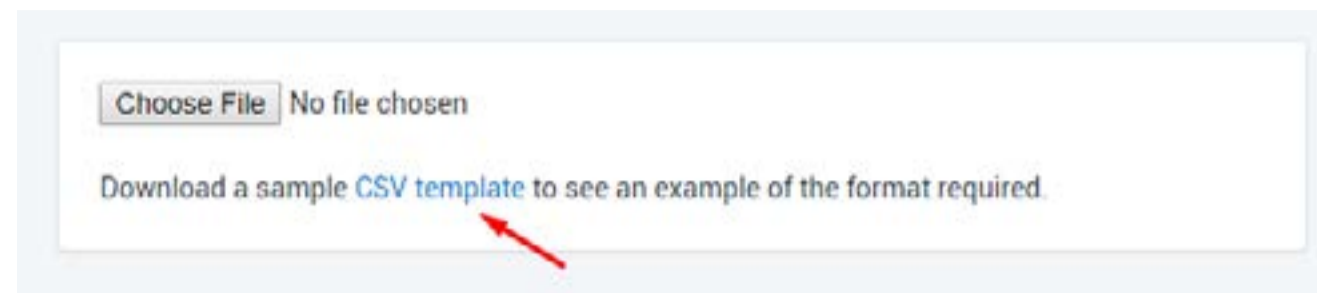 Choose File No file chosen
Download a sample CSV template to see an example of the format required.